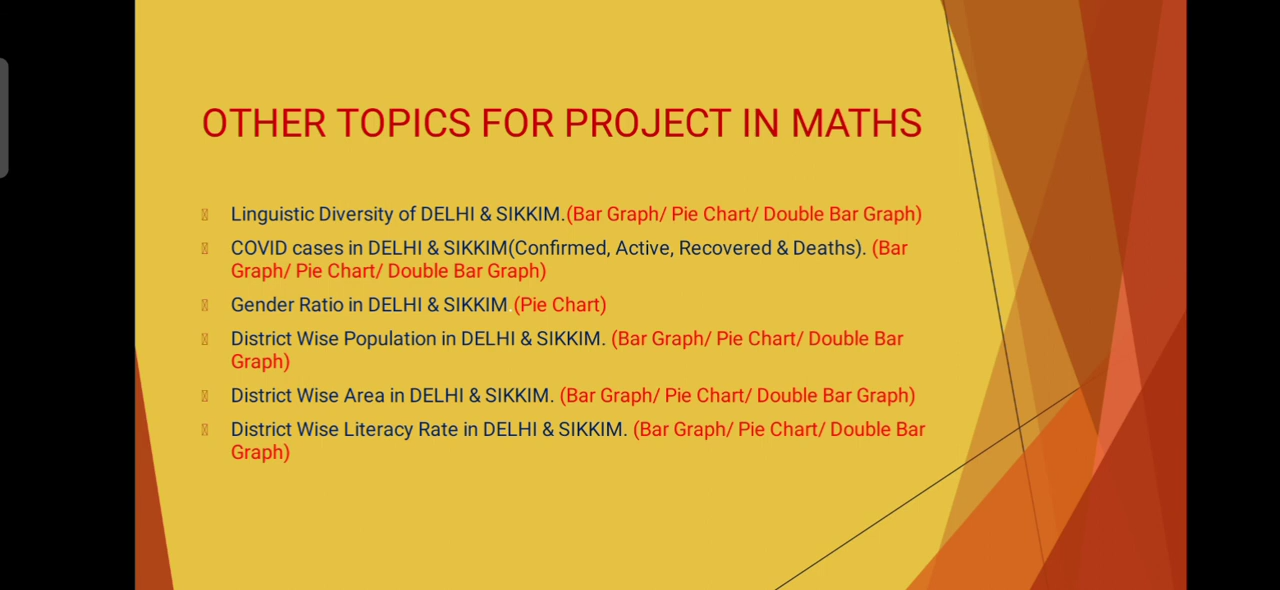 OTHER TOPICS FOR PROJECT IN MATHS
Linguistic Diversity of DELHI & SIKKIM.(Bar Graph/ Pie Chart/ Double Bar Graph)
COVID cases in DELHI & SIKKIM(Confirmed, Active, Recovered & Deaths). (Bar
Graph/ Pie Chart/ Double Bar Graph)
Gender Ratio in DELHI & SIKKIM.(Pie Chart)
District Wise Population in DELHI & SIKKIM. (Bar Graph/ Pie Chart/ Double Bar
Graph)
District Wise Area in DELHI & SIKKIM. (Bar Graph/ Pie Chart/ Double Bar Graph)
District Wise Literacy Rate in DELHI & SIKKIM. (Bar Graph/ Pie Chart/ Double Bar
Graph)